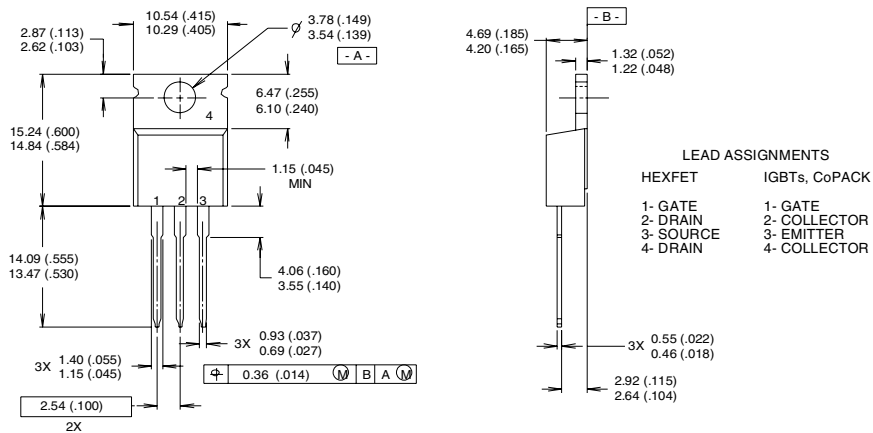 10.54 (.415)
10.29 (.405)
2.87 (.113)
2.62 (.103)
ø 3.78 (.149)
3.54 (.139)
- A -
4
6.47 (.255)
6.10 (.240)
15.24 (.600)
14.84 (.584)
1.15 (.045)
MIN
1 2 3
14.09 (.555)
13.47 (.530)
4.06 (.160)
3.55 (.140)
3X 0.93 (.037)
0.69 (.027)
3X 1.40 (.055)
1.15 (.045)
0.36 (.014) Ⓜ B A Ⓜ
2.54 (.100)
2X
- B -
4.69 (.185)
4.20 (.165)
1.32 (.052)
1.22 (.048)
3X 0.55 (.022)
0.46 (.018)
2.92 (.115)
2.64 (.104)
LEAD ASSIGNMENTS
HEXFET IGBTs, CoPACK
1- GATE 1- GATE
2- DRAIN 2- COLLECTOR
3- SOURCE 3- EMITTER
4- DRAIN 4- COLLECTOR